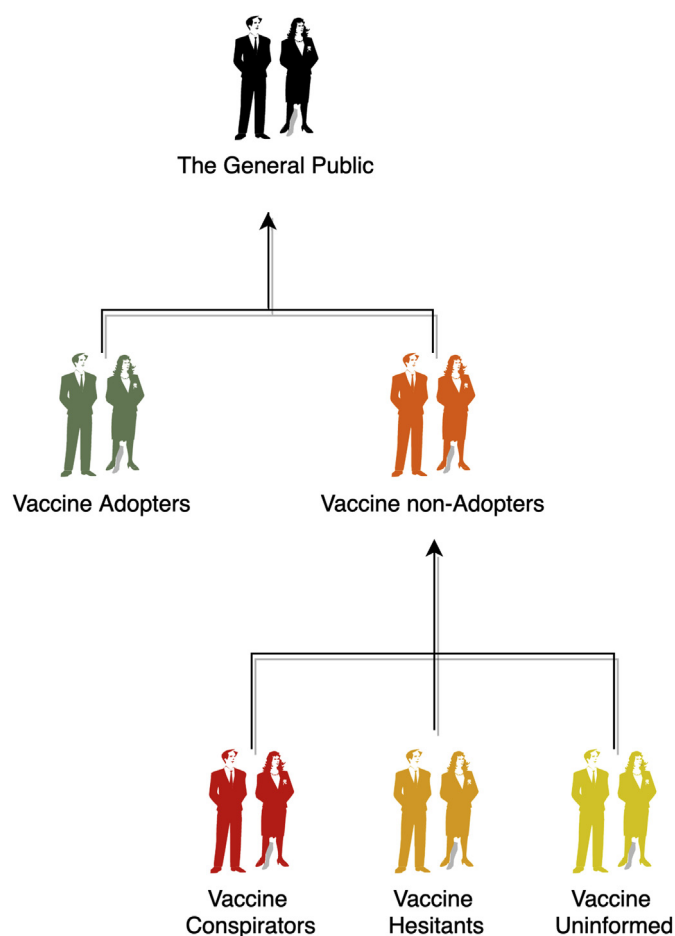 The General Public
Vaccine Adopters
Vaccine non-Adopters
Vaccine
Conspirators
Vaccine
Hesitants
Vaccine
Uninformed